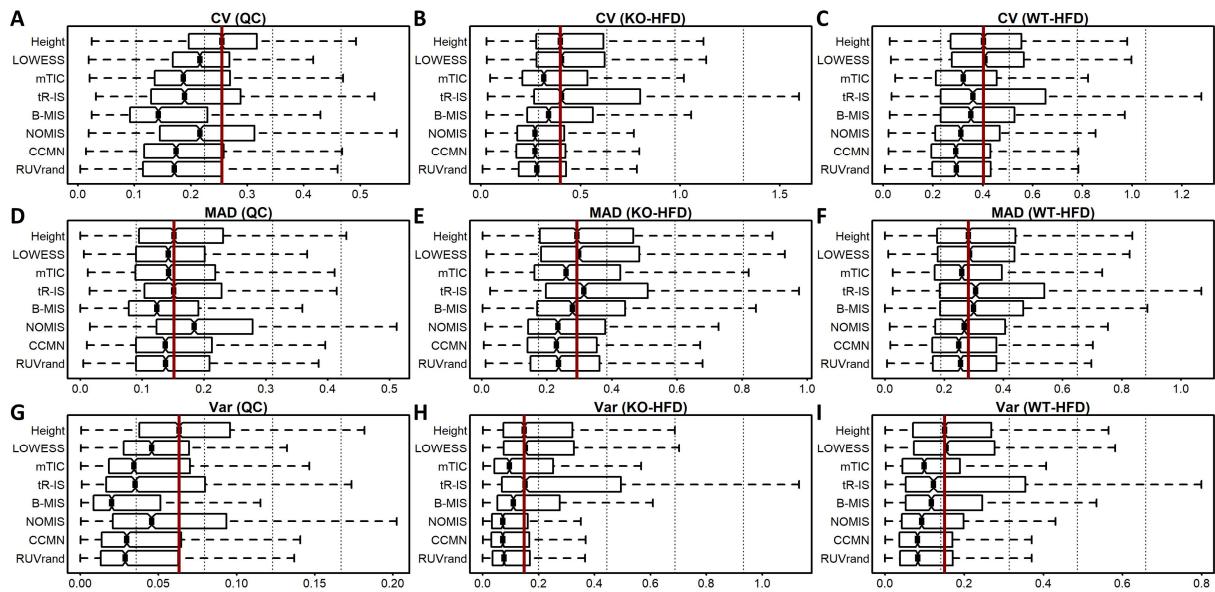 A CV (QC)
Height
LOWESS
mTIC
tR-IS
B-MIS
NOMIS
CCMN
RUVrand
0.0 0.1 0.2 0.3 0.4 0.5
B CV (KO-HFD)
Height
LOWESS
mTIC
tR-IS
B-MIS
NOMIS
CCMN
RUVrand
0.0 0.5 1.0 1.5
C CV (WT-HFD)
Height
LOWESS
mTIC
tR-IS
B-MIS
NOMIS
CCMN
RUVrand
0.0 0.2 0.4 0.6 0.8 1.0 1.2
D MAD (QC)
Height
LOWESS
mTIC
tR-IS
B-MIS
NOMIS
CCMN
RUVrand
0.0 0.1 0.2 0.3 0.4 0.5
E MAD (KO-HFD)
Height
LOWESS
mTIC
tR-IS
B-MIS
NOMIS
CCMN
RUVrand
0.0 0.2 0.4 0.6 0.8 1.0
F MAD (WT-HFD)
Height
LOWESS
mTIC
tR-IS
B-MIS
NOMIS
CCMN
RUVrand
0.0 0.2 0.4 0.6 0.8 1.0
G Var (QC)
Height
LOWESS
mTIC
tR-IS
B-MIS
NOMIS
CCMN
RUVrand
0.00 0.05 0.10 0.15 0.20
H Var (KO-HFD)
Height
LOWESS
mTIC
tR-IS
B-MIS
NOMIS
CCMN
RUVrand
0.0 0.2 0.4 0.6 0.8 1.0
I Var (WT-HFD)
Height
LOWESS
mTIC
tR-IS
B-MIS
NOMIS
CCMN
RUVrand
0.0 0.2 0.4 0.6 0.8